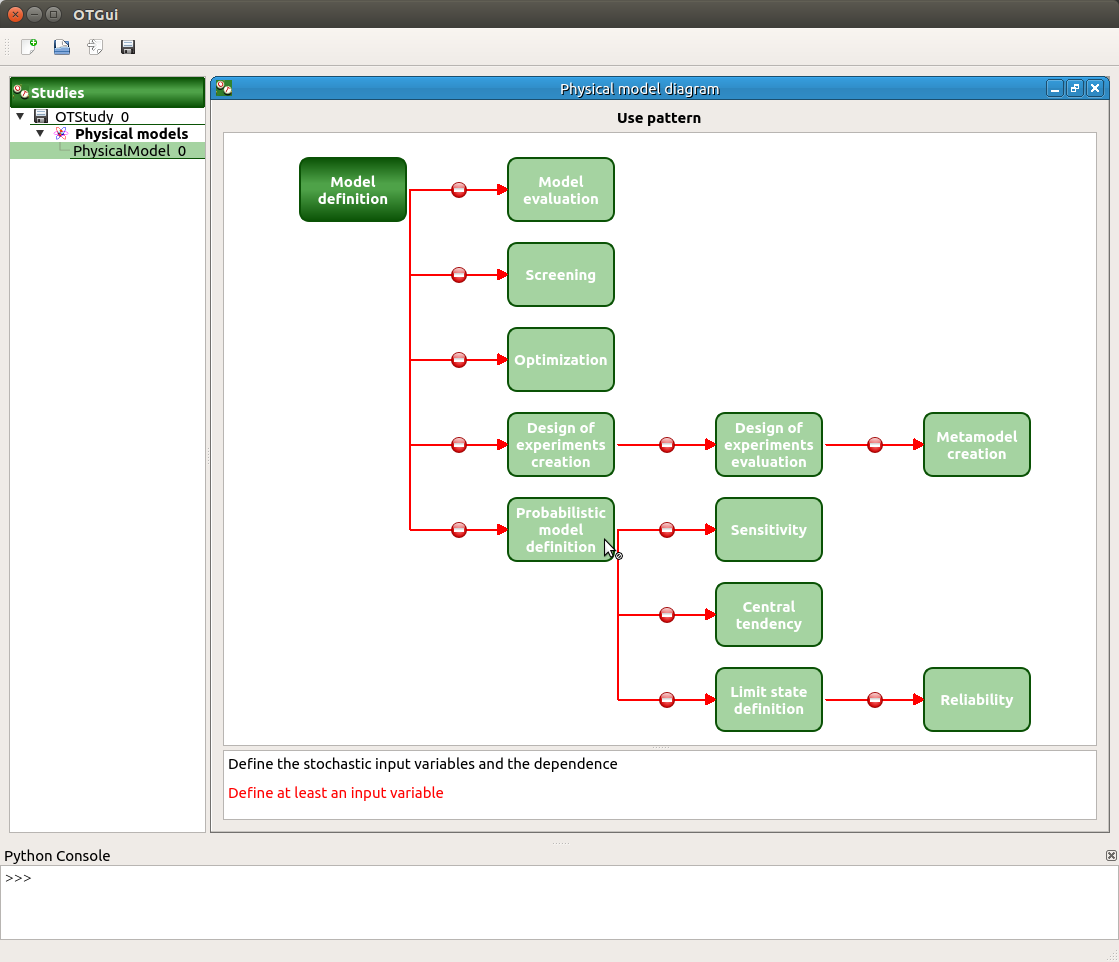 OTGui
Studies
OTStudy_0
Physical models
PhysicalModel_0
Physical model diagram
Use pattern
Model
definition
Model
evaluation
Screening
Optimization
Design of
experiments
creation
Design of
experiments
evaluation
Metamodel
creation
Probabilistic
model
definition
Sensitivity
Central
tendency
Limit state
definition
Reliability
Define the stochastic input variables and the dependence
Define at least an input variable
Python Console
>>>